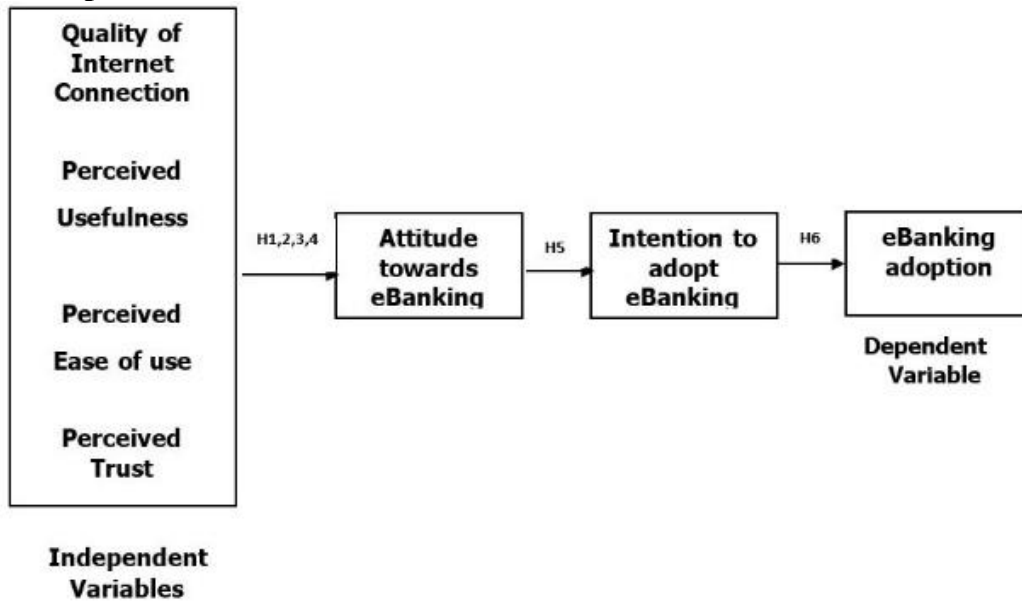 Quality of
Internet
Connection
Perceived
Usefulness
Perceived
Ease of use
Perceived
Trust
Independent
Variables
H1,2,3,4
Attitude
towards
eBanking
H5
Intention to
adopt
eBanking
H6
eBanking
adoption
Dependent
Variable